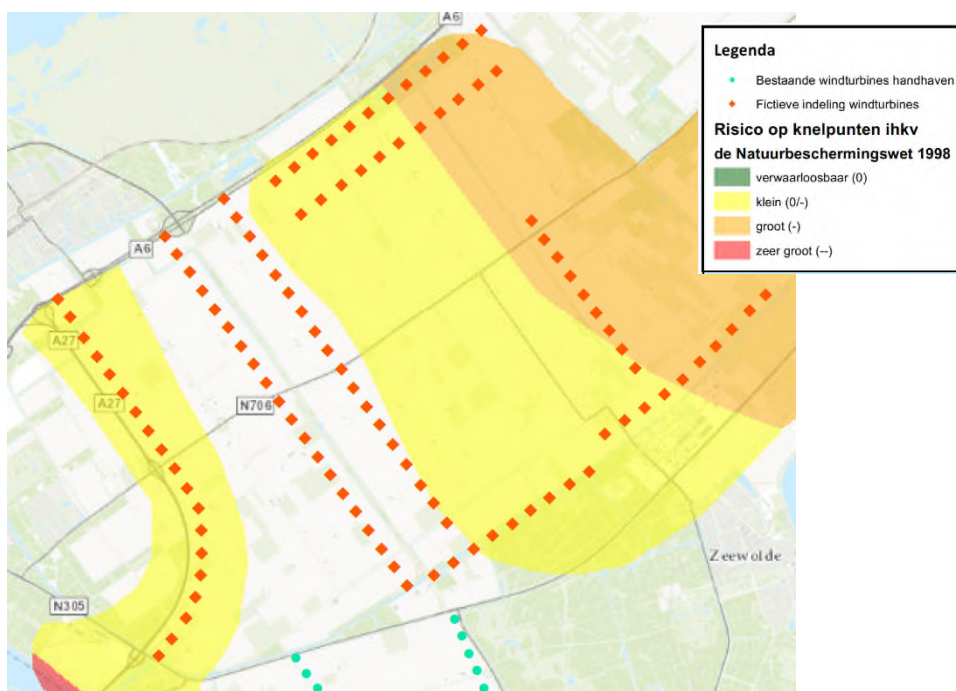 A6
Legenda
Bestaande windturbines handhaven
Fictieve indeling windturbines
Risico op knelpunten ihkv
de Natuurbeschermingswet 1998
verwaarloosbaar (0)
klein (0/-)
groot (-)
zeer groot (--)
A6
A27
A27
N706
Zeewolde
N305